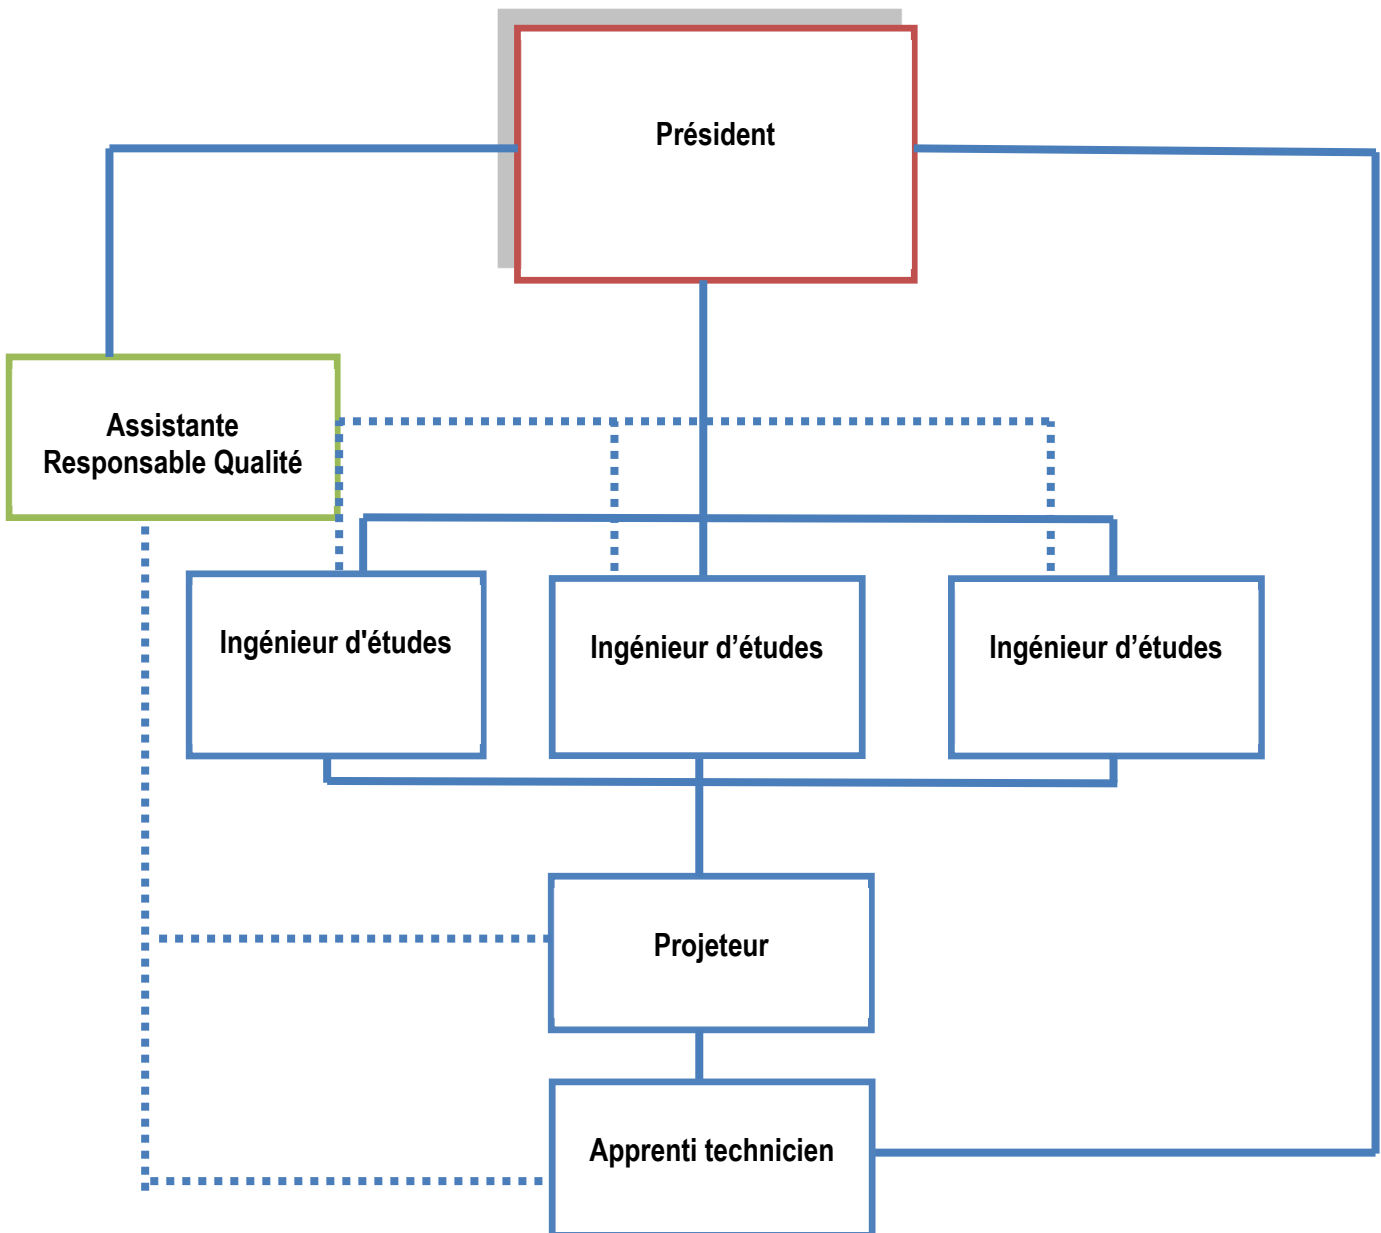 Président
Assistante
Responsable Qualité
Ingénieur d'études
Ingénieur d’études
Ingénieur d’études
Projeteur
Apprenti technicien